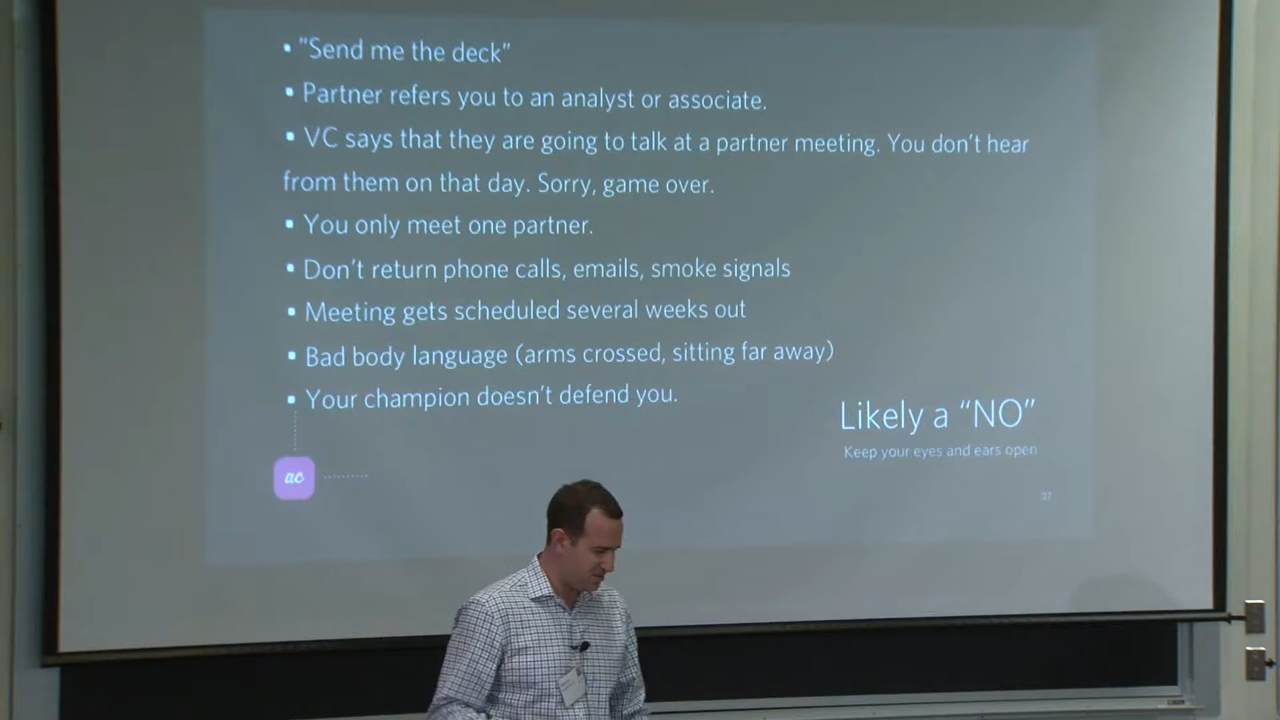 • "Send me the deck"
• Partner refers you to an analyst or associate.
• VC says that they are going to talk at a partner meeting. You don't hear
from them on that day. Sorry, game over.
• You only meet one partner.
• Don't return phone calls, emails, smoke signals
• Meeting gets scheduled several weeks out
• Bad body language (arms crossed, sitting far away)
• Your champion doesn't defend you.
Likely a "NO"
Keep your eyes and ears open
ac
37